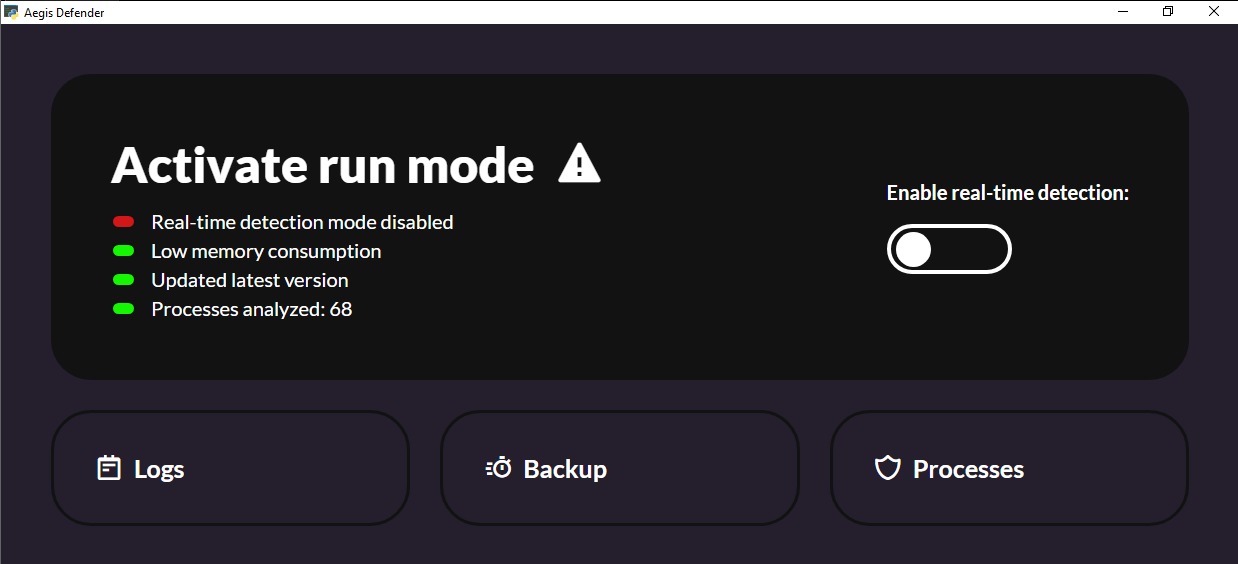 Aegis Defender
Activate run mode
Real-time detection mode disabled
Low memory consumption
Updated latest version
Processes analyzed: 68
Enable real-time detection:
Logs
Backup
Processes